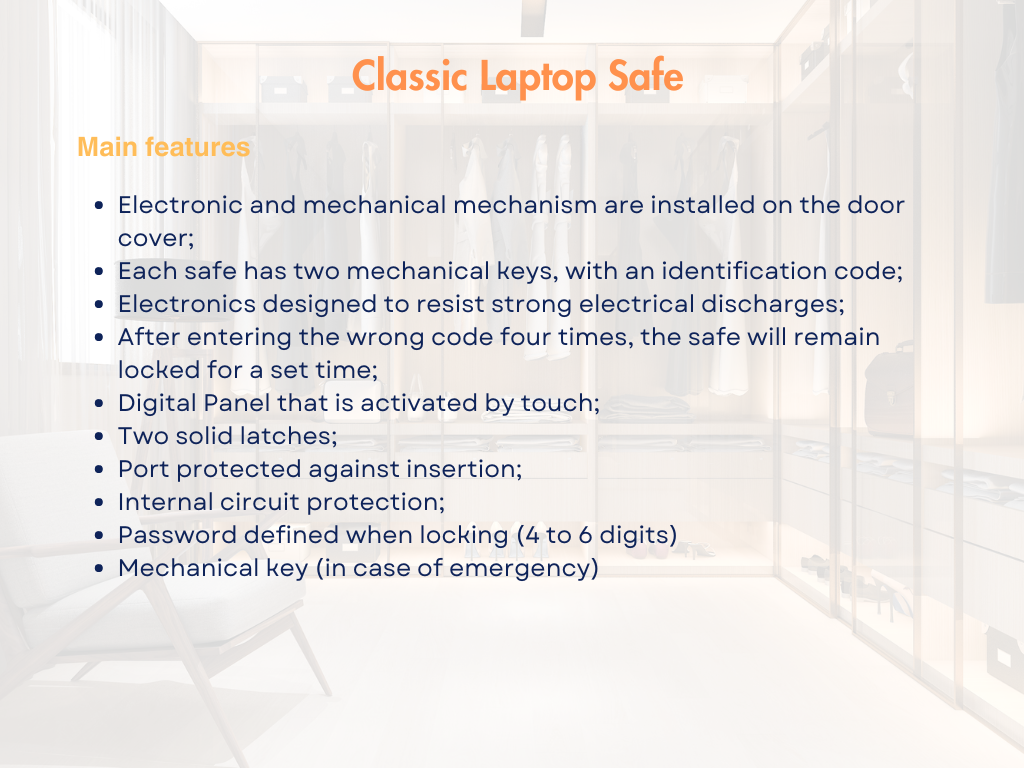 Classic Laptop Safe
Main features
• Electronic and mechanical mechanism are installed on the door
cover;
• Each safe has two mechanical keys, with an identification code;
• Electronics designed to resist strong electrical discharges;
• After entering the wrong code four times, the safe will remain
locked for a set time;
• Digital Panel that is activated by touch;
• Two solid latches;
• Port protected against insertion;
• Internal circuit protection;
• Password defined when locking (4 to 6 digits)
• Mechanical key (in case of emergency)